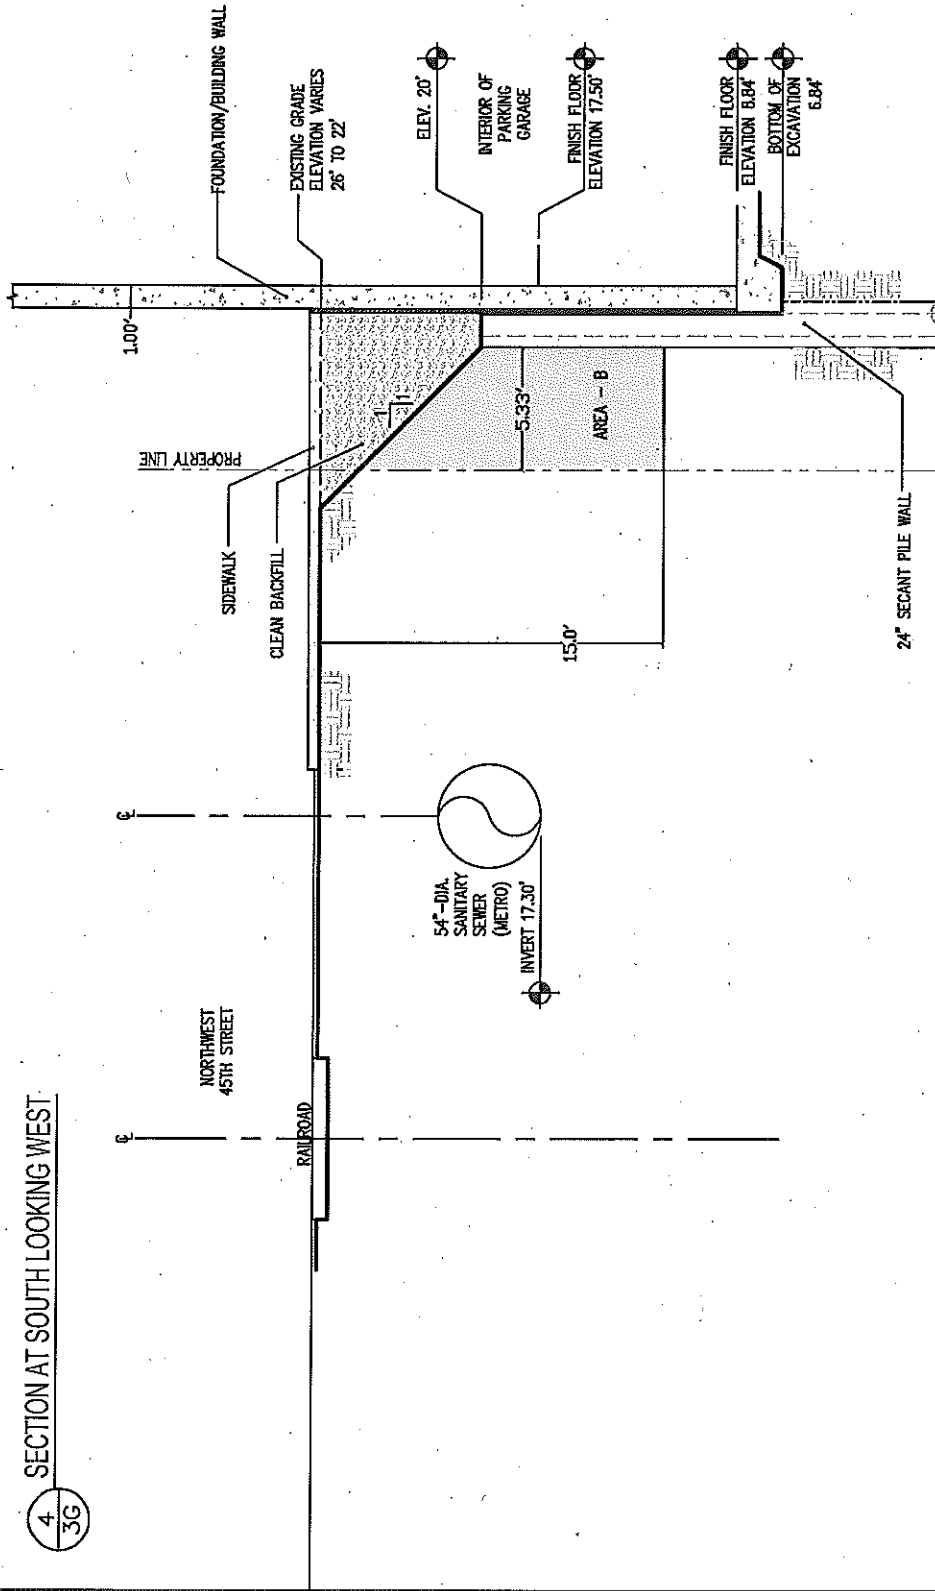 4
3G
SECTION AT SOUTH LOOKING WEST
NORTHWEST
45TH STREET
RAILROAD
℄
℄
54"-DIA.
SANITARY
SEWER
(METRO)
INVERT 17.30'
SIDEWALK
CLEAN BACKFILL
PROPERTY LINE
1.00'
1
1
15.0'
5.33'
AREA - B
24" SECANT PILE WALL
FOUNDATION/BUILDING WALL
EXISTING GRADE
ELEVATION VARIES
26' TO 22'
ELEV. 20'
INTERIOR OF
PARKING
GARAGE
FINISH FLOOR
ELEVATION 17.50'
FINISH FLOOR
ELEVATION 8.84'
BOTTOM OF
EXCAVATION
6.84'